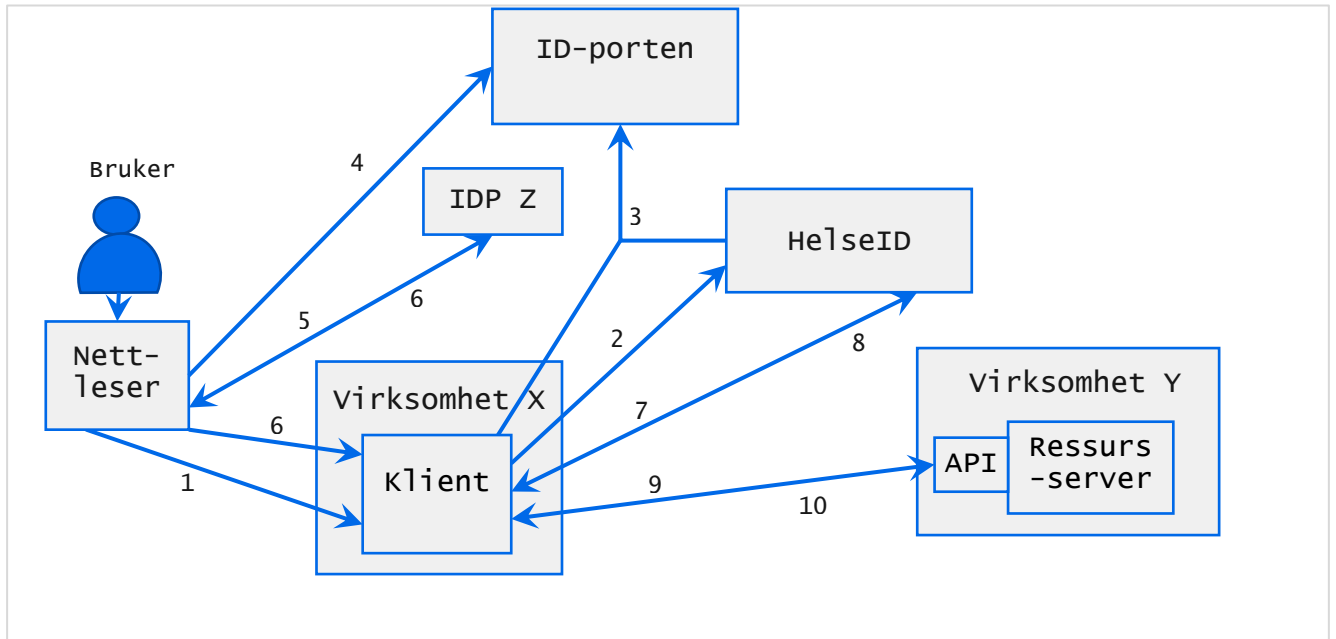 ID-porten
4
Bruker
IDP Z
3
HelseID
6
5
2
8
Nett-
leser
Virksomhet X
Virksomhet Y
7
6
1
Klient
API
Ressurs
-server
9
10